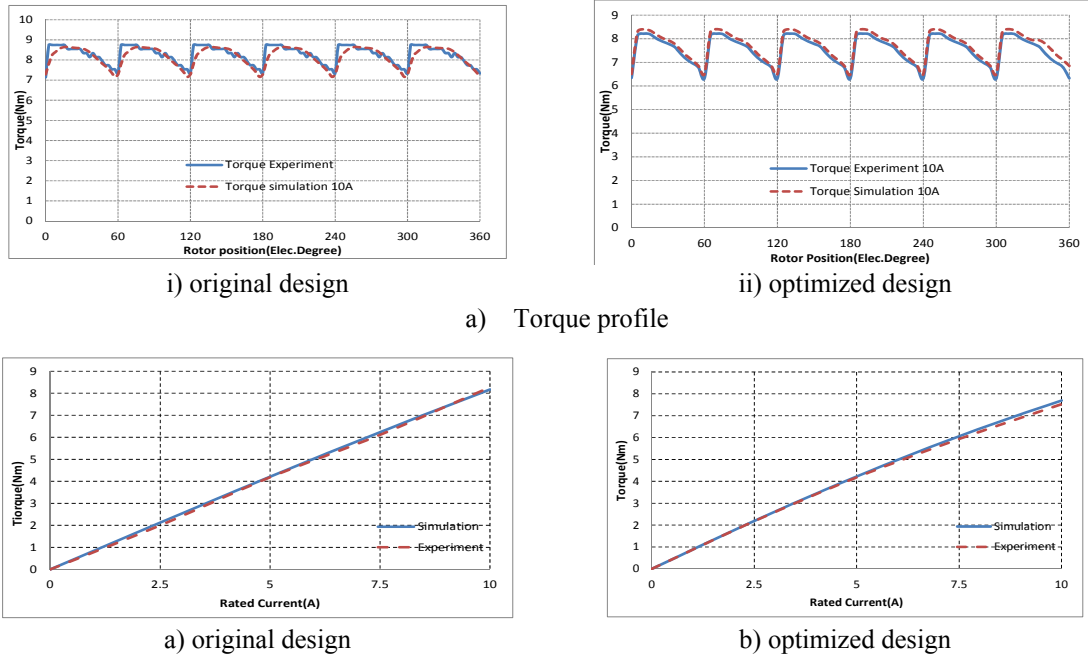 10
9
8
7
6
5
4
3
2
1
0
Torque(Nm)
Torque Experiment
Torque simulation 10A
0 60 120 180 240 300 360
Rotor position(Elec.Degree)
i) original design
9
8
7
6
5
4
3
2
1
0
Torque(Nm)
Torque Experiment 10A
Torque Simulation 10A
0 60 120 180 240 300 360
Rotor Position(Elec.Degree)
ii) optimized design
a) Torque profile
9
8
7
6
5
4
3
2
1
0
Tiorque(Nm)
Simulation
Experiment
0 2.5 5 7.5 10
Rated Current(A)
a) original design
9
8
7
6
5
4
3
2
1
0
Torque(Nm)
Simulation
Experiment
0 2.5 5 7.5 10
Rated Current(A)
b) optimized design